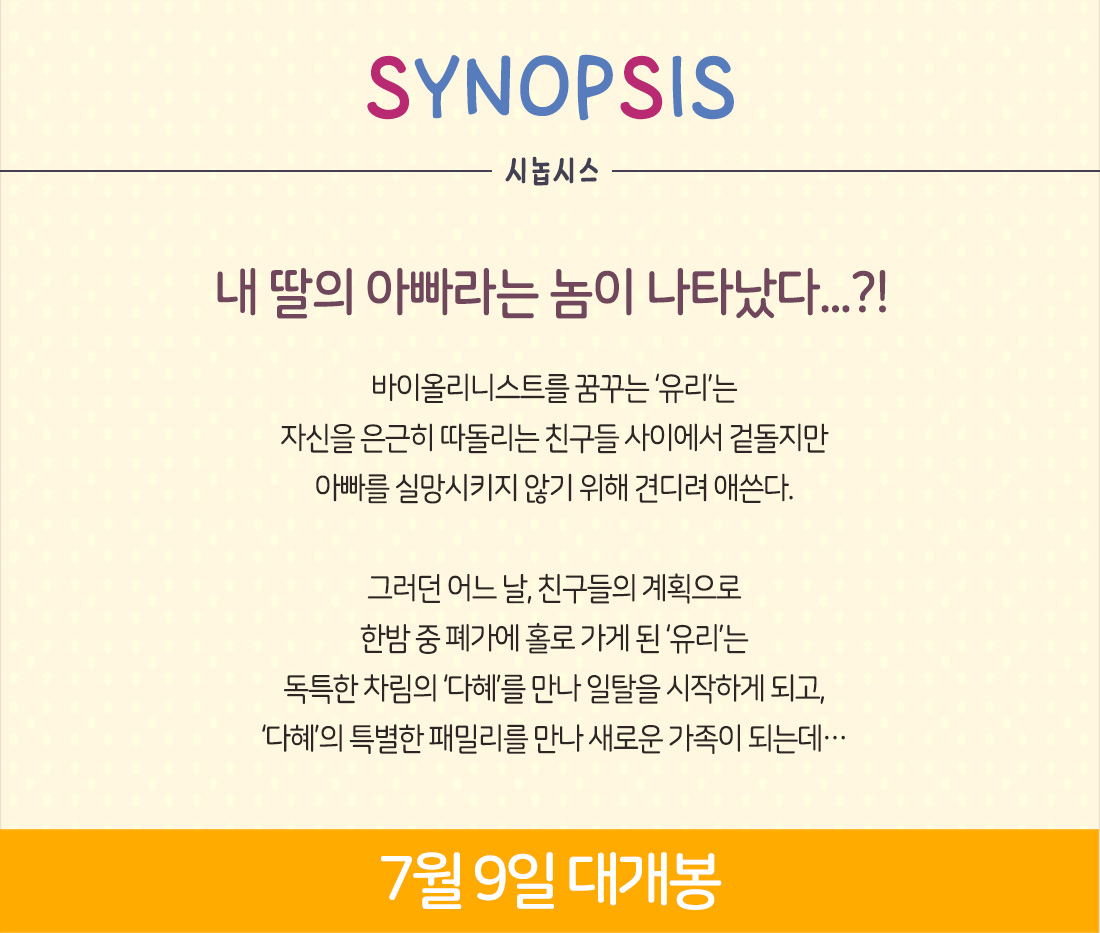 SYNOPSIS
시놉시스
내 딸의 아빠라는 놈이 나타났다...?!
바이올리니스트를 꿈꾸는 ‘유리’는
자신을 은근히 따돌리는 친구들 사이에서 겉돌지만
아빠를 실망시키지 않기 위해 견디려 애쓴다.
그러던 어느 날, 친구들의 계획으로
한밤 중 폐가에 홀로 가게 된 ‘유리’는
독특한 차림의 ‘다혜’를 만나 일탈을 시작하게 되고,
‘다혜’의 특별한 패밀리를 만나 새로운 가족이 되는데⋯
7월 9일 대개봉